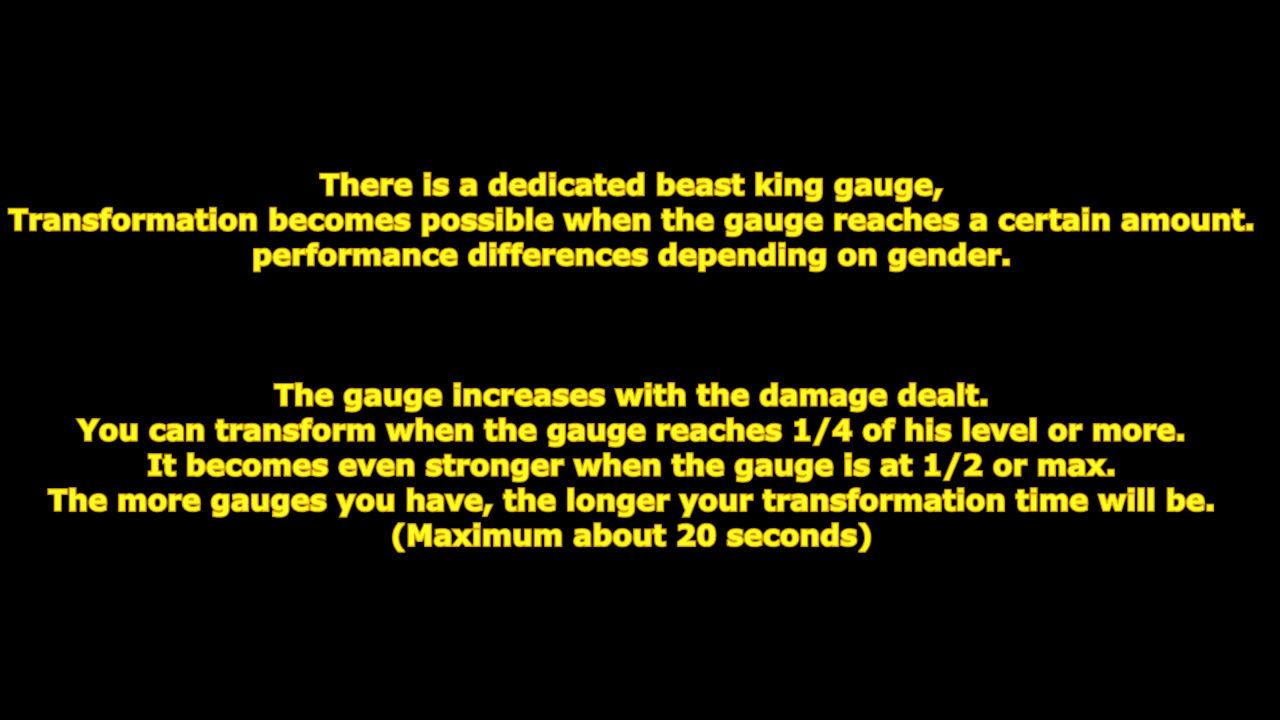 There is a dedicated beast king gauge,
Transformation becomes possible when the gauge reaches a certain amount.
performance differences depending on gender.
The gauge increases with the damage dealt.
You can transform when the gauge reaches 1/4 of his level or more.
It becomes even stronger when the gauge is at 1/2 or max.
The more gauges you have, the longer your transformation time will be.
(Maximum about 20 seconds)